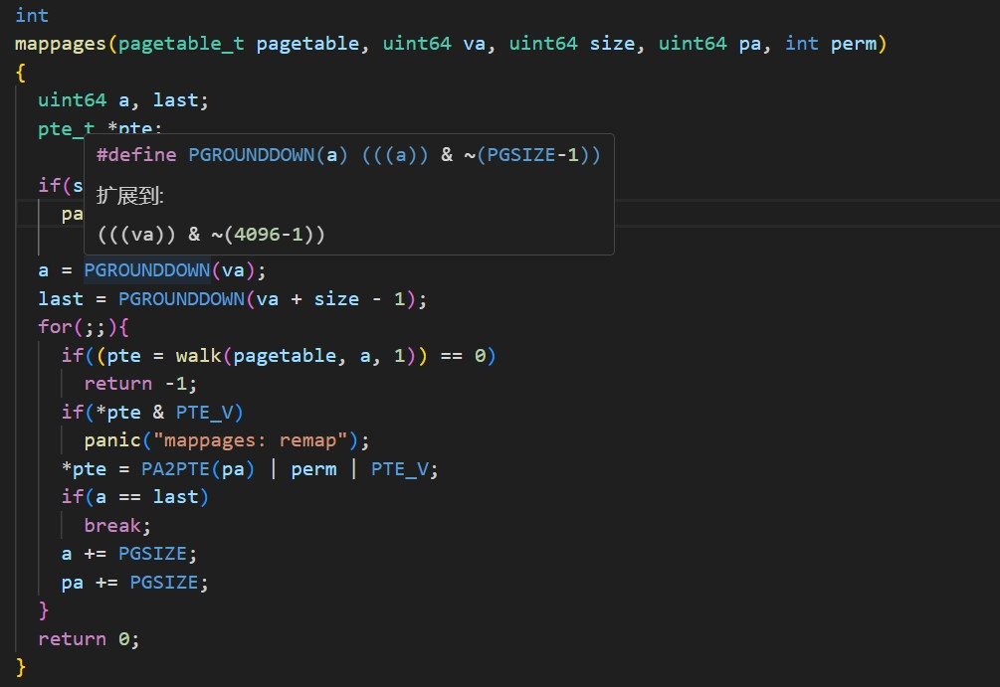 int
mappages(pagetable_t pagetable, uint64 va, uint64 size, uint64 pa, int perm)
{
uint64 a, last;
pte_t *pte;
#define PGROUNDDOWN(a) (((a)) & ~(PGSIZE-1))
if(s
扩展到:
pa
(((va)) & ~(4096-1))
a = PGROUNDDOWN(va);
last = PGROUNDDOWN(va + size - 1);
for(;;){
if((pte = walk(pagetable, a, 1)) == 0)
return -1;
if(*pte & PTE_V)
panic("mappages: remap");
*pte = PA2PTE(pa) | perm | PTE_V;
if(a == last)
break;
a += PGSIZE;
pa += PGSIZE;
}
return 0;
}